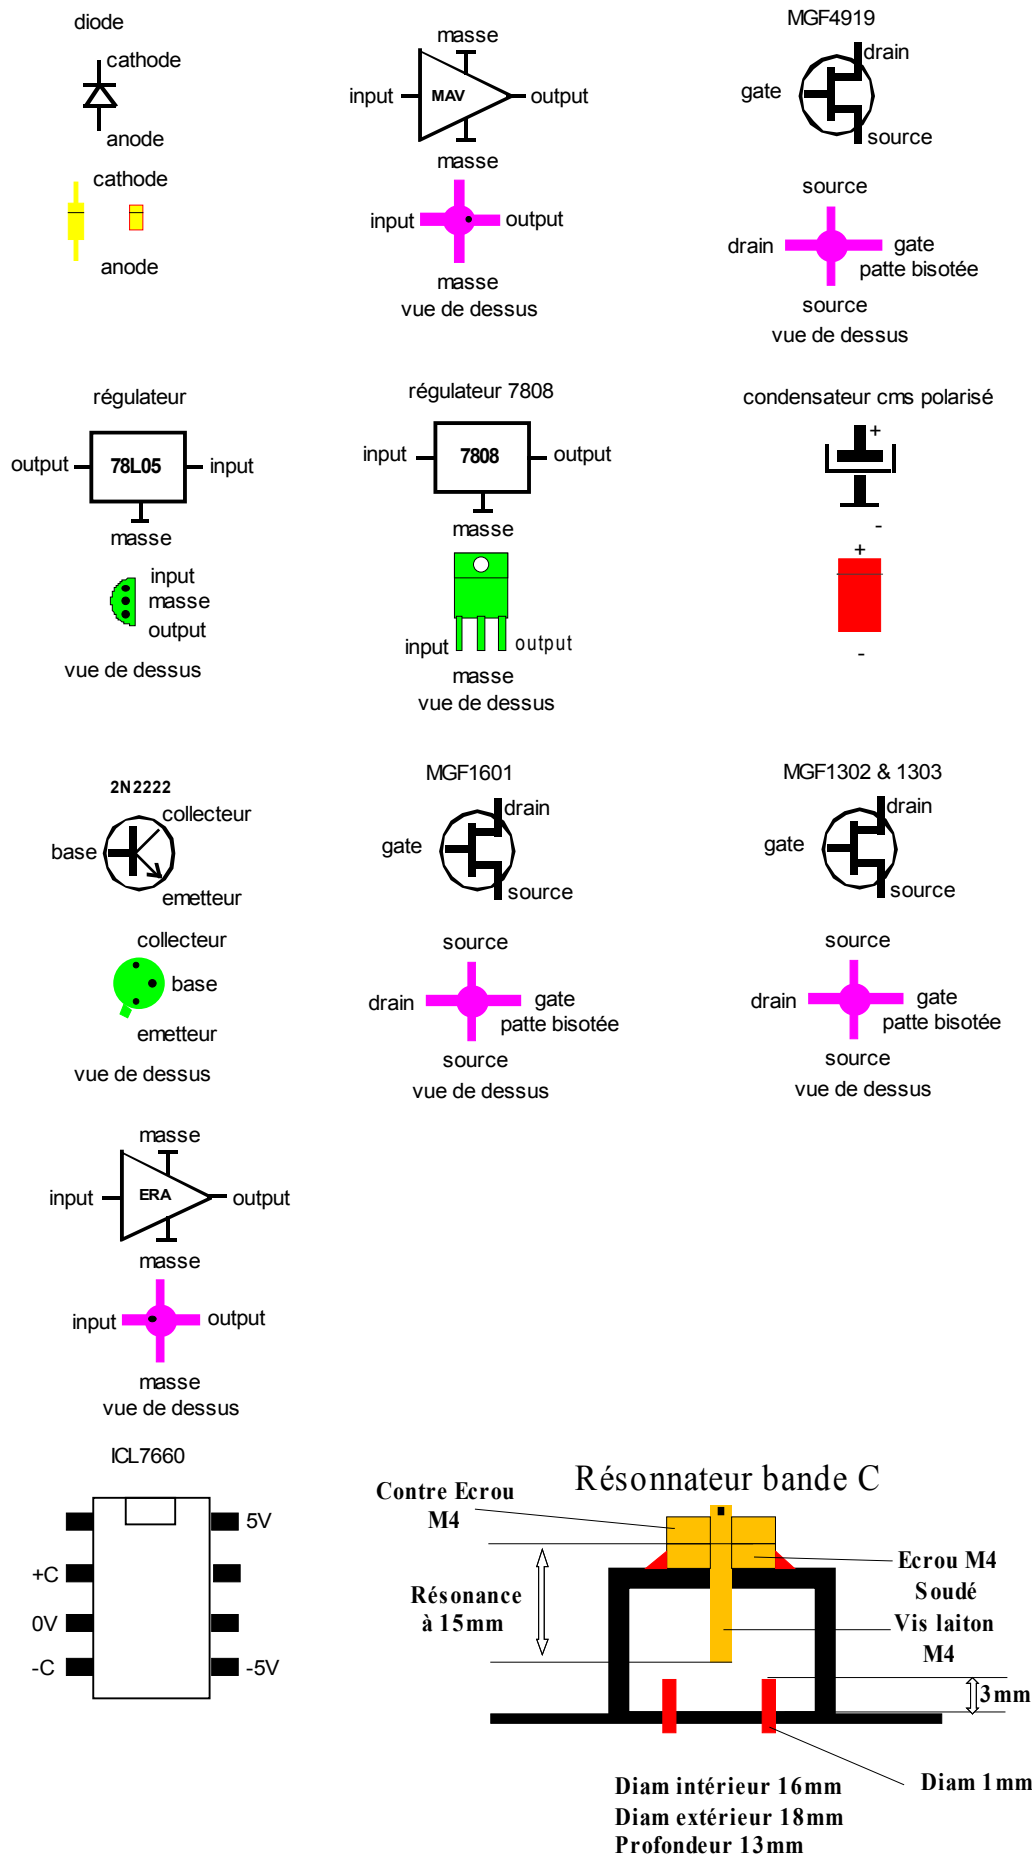 diode
cathode
anode
cathode
anode
masse
input
MAV
output
masse
input
output
masse
vue de dessus
MGF4919
drain
gate
source
source
drain
gate
patte bisotée
source
vue de dessus
régulateur
output
78L05
input
masse
input
masse
output
vue de dessus
régulateur 7808
input
7808
output
masse
input
output
masse
vue de dessus
condensateur cms polarisé
+
-
+
-
2N2222
collecteur
base
emetteur
collecteur
base
emetteur
vue de dessus
MGF1601
drain
gate
source
source
drain
gate
patte bisotée
source
vue de dessus
MGF1302 & 1303
drain
gate
source
source
drain
gate
patte bisotée
source
vue de dessus
masse
input
ERA
output
masse
input
output
masse
vue de dessus
ICL7660
5V
+C
0V
-C
-5V
Résonnateur bande C
Contre Ecrou
M4
Résonance
à 15mm
Ecrou M4
Soudé
Vis laiton
M4
3mm
Diam 1mm
Diam intérieur 16mm
Diam extérieur 18mm
Profondeur 13mm